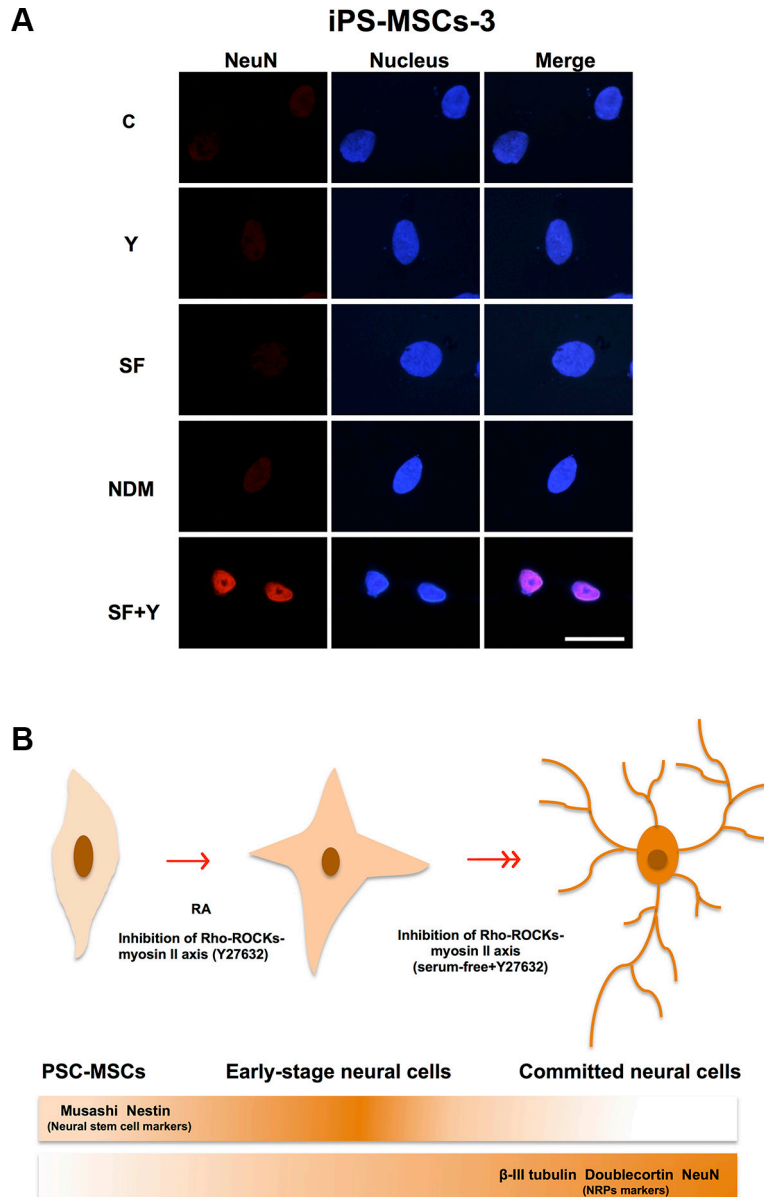 A
iPS-MSCs-3
NeuN Nucleus Merge
C
Y
SF
NDM
SF+Y
B
RA
Inhibition of Rho-ROCKs-
myosin II axis (Y27632)
Inhibition of Rho-ROCKs-
myosin II axis
(serum-free+Y27632)
PSC-MSCs Early-stage neural cells Committed neural cells
Musashi Nestin
(Neural stem cell markers)
β-III tubulin Doublecortin NeuN
(NRPs markers)